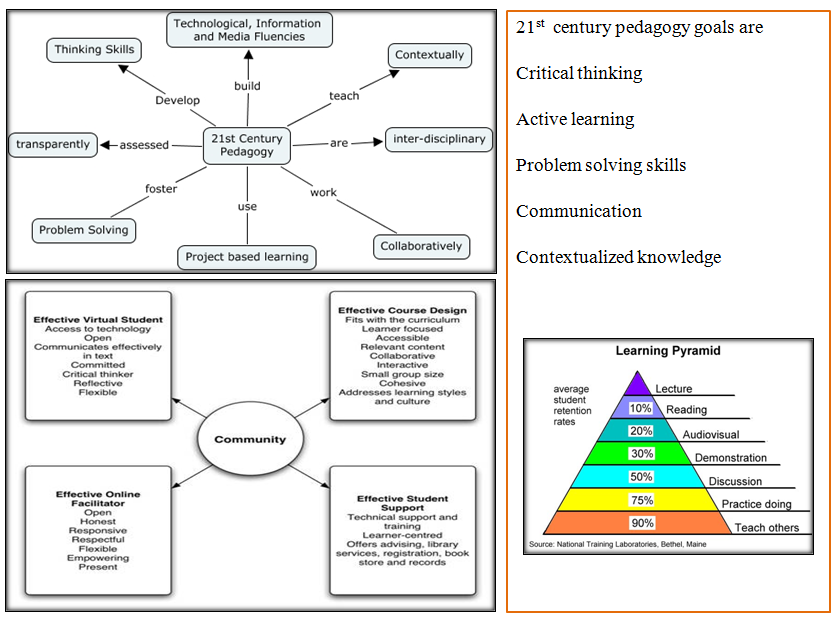 Technological, Information
and Media Fluencies
Thinking Skills
Contextually
build
teach
Develop
transparently
assessed
21st Century
Pedagogy
are
inter-disciplinary
foster
work
use
Problem Solving
Collaboratively
Project based learning
Effective Virtual Student
Access to technology
Open
Communicates effectively
in text
Committed
Critical thinker
Reflective
Flexible
Effective Course Design
Fits with the curriculum
Learner focused
Accessible
Relevant content
Collaborative
Interactive
Small group size
Cohesive
Addresses learning styles
and culture
Community
Effective Online
Facilitator
Open
Honest
Responsive
Respectful
Flexible
Empowering
Present
Effective Student
Support
Technical support and
training
Learner-centred
Offers advising, library
services, registration, book
store and records
21st century pedagogy goals are
Critical thinking
Active learning
Problem solving skills
Communication
Contextualized knowledge
Learning Pyramid
average
student
retention
rates
Lecture
10% Reading
20% Audiovisual
30% Demonstration
50% Discussion
75% Practice doing
90% Teach others
Source: National Training Laboratories, Bethel, Maine